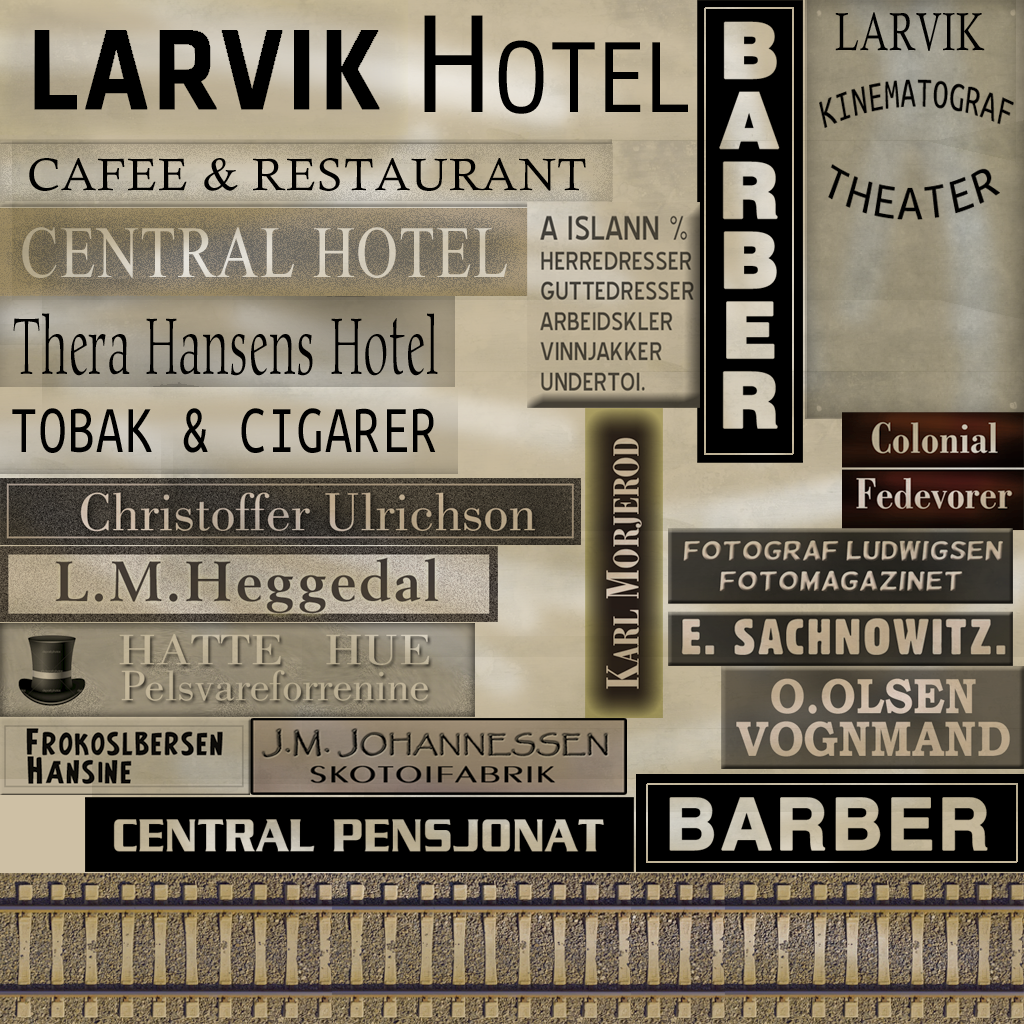 LARVIK HOTEL
CAFEE & RESTAURANT
CENTRAL HOTEL
Thera Hansens Hotel
TOBAK & CIGARER
Christoffer Ulrichson
L.M.Heggedal
HATTE HUE
Pelsvareforrenine
FROKOSLBERSEN
HANSINE
J.M. JOHANNESSEN
SKOTOIFABRIK
CENTRAL PENSJONAT
A ISLANN %
HERREDRESSER
GUTTEDRESSER
ARBEIDSKLER
VINNJAKKER
UNDERTOI.
KARL MORJEROD
BARBER
LARVIK
KINEMATOGRAF
THEATER
Colonial
Fedevorer
FOTOGRAF LUDWIGSEN
FOTOMAGAZINET
E. SACHNOWITZ.
O.OLSEN
VOGNMAND
BARBER